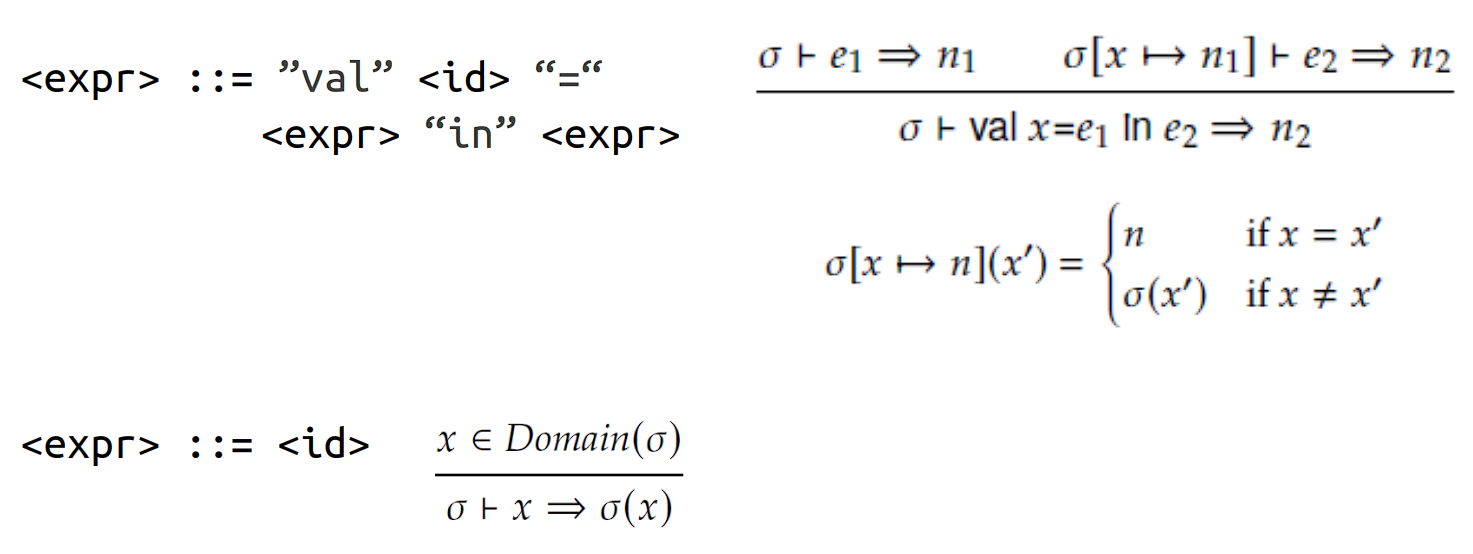 <expr> ::= ”val” <id> “=“
<expr> “in” <expr>
σ ⊢ e₁ ⟹ n₁ σ[x ↦ n₁] ⊢ e₂ ⟹ n₂
σ ⊢ val x=e₁ in e₂ ⟹ n₂
σ[x ↦ n](x′) = { n if x = x′
σ(x′) if x ≠ x′
<expr> ::= <id>
x ∈ Domain(σ)
σ ⊢ x ⟹ σ(x)